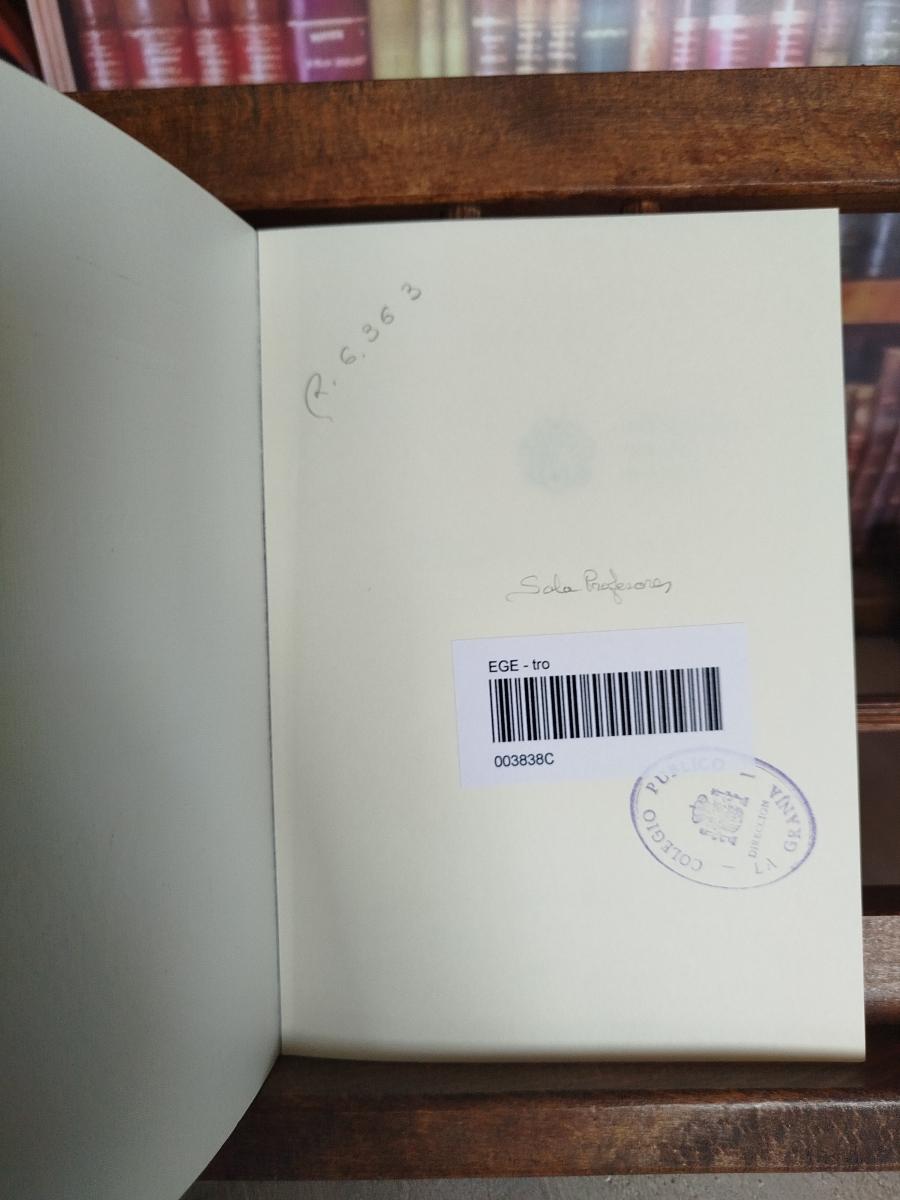 R. 6.363
Sala Profesores
EGE - tro
003838C
COLEGIO PUBLICO
DIRECCION
LA GRANJA